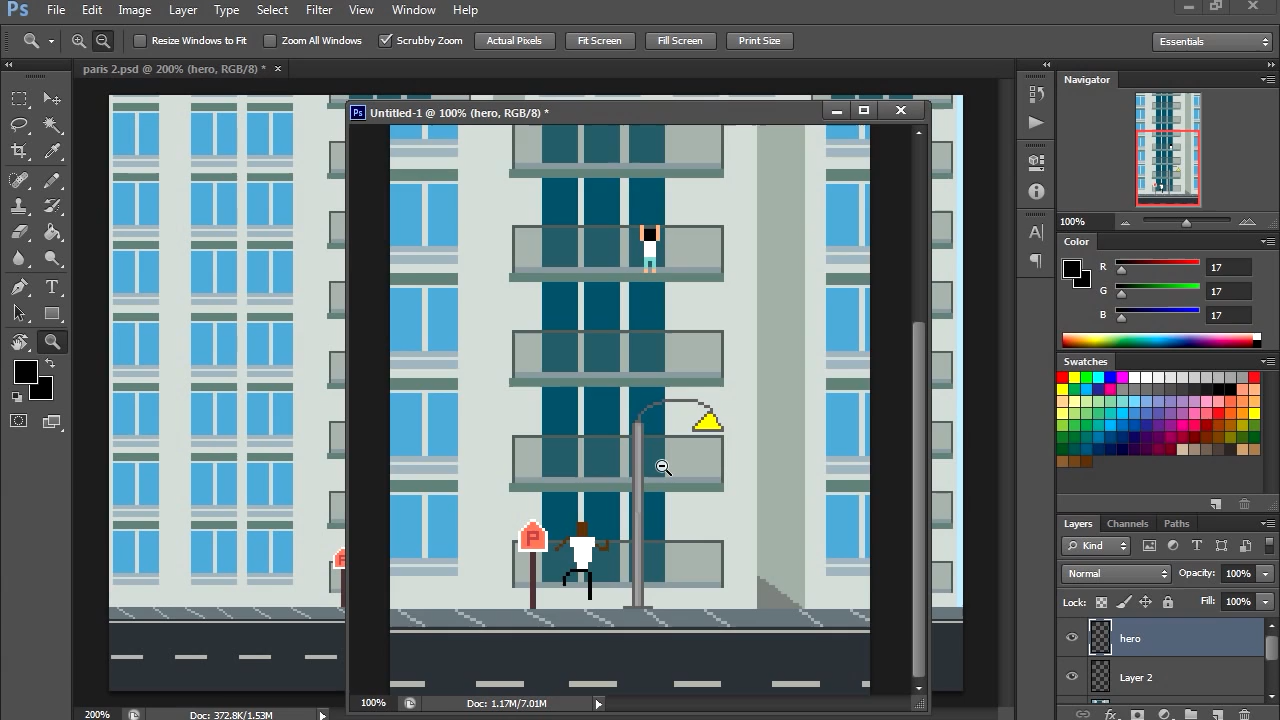 Ps File Edit Image Layer Type Select Filter View Window Help
Resize Windows to Fit Zoom All Windows Scrubby Zoom Actual Pixels Fit Screen Fill Screen Print Size Essentials
paris 2.psd @ 200% (hero, RGB/8) *
Navigator
Ps Untitled-1 @ 100% (hero, RGB/8) *
100%
Color
R 17
G 17
B 17
Swatches
P
P
Layers Channels Paths
Kind
Normal Opacity: 100%
Lock: Fill: 100%
hero
Layer 2
100% Doc: 1.17M/7.01M
200% Doc: 372.8K/1.53M
fx